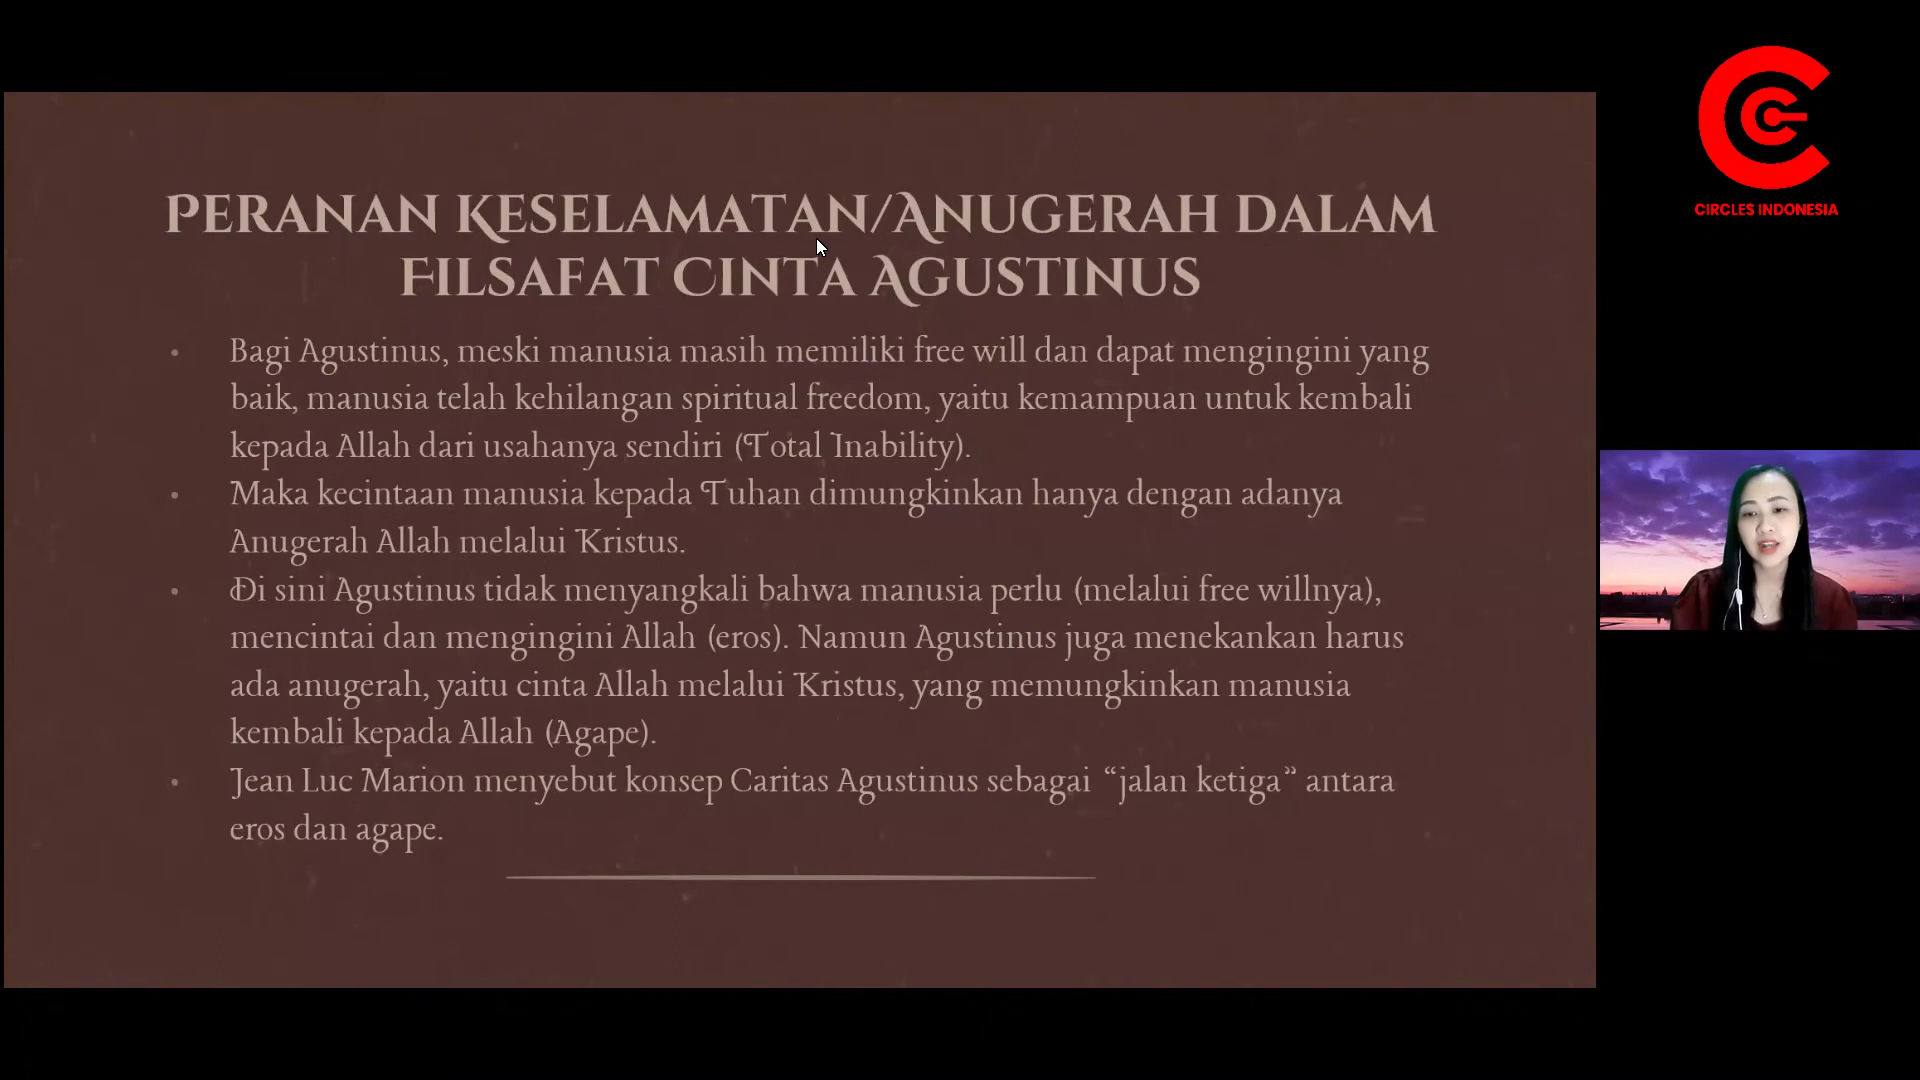 Peranan Keselamatan/Anugerah dalam
Filsafat Cinta Agustinus
• Bagi Agustinus, meski manusia masih memiliki free will dan dapat mengingini yang
baik, manusia telah kehilangan spiritual freedom, yaitu kemampuan untuk kembali
kepada Allah dari usahanya sendiri (Total Inability).
• Maka kecintaan manusia kepada Tuhan dimungkinkan hanya dengan adanya
Anugerah Allah melalui Kristus.
• Di sini Agustinus tidak menyangkali bahwa manusia perlu (melalui free willnya),
mencintai dan mengingini Allah (eros). Namun Agustinus juga menekankan harus
ada anugerah, yaitu cinta Allah melalui Kristus, yang memungkinkan manusia
kembali kepada Allah (Agape).
• Jean Luc Marion menyebut konsep Caritas Agustinus sebagai “jalan ketiga” antara
eros dan agape.
CIRCLES INDONESIA